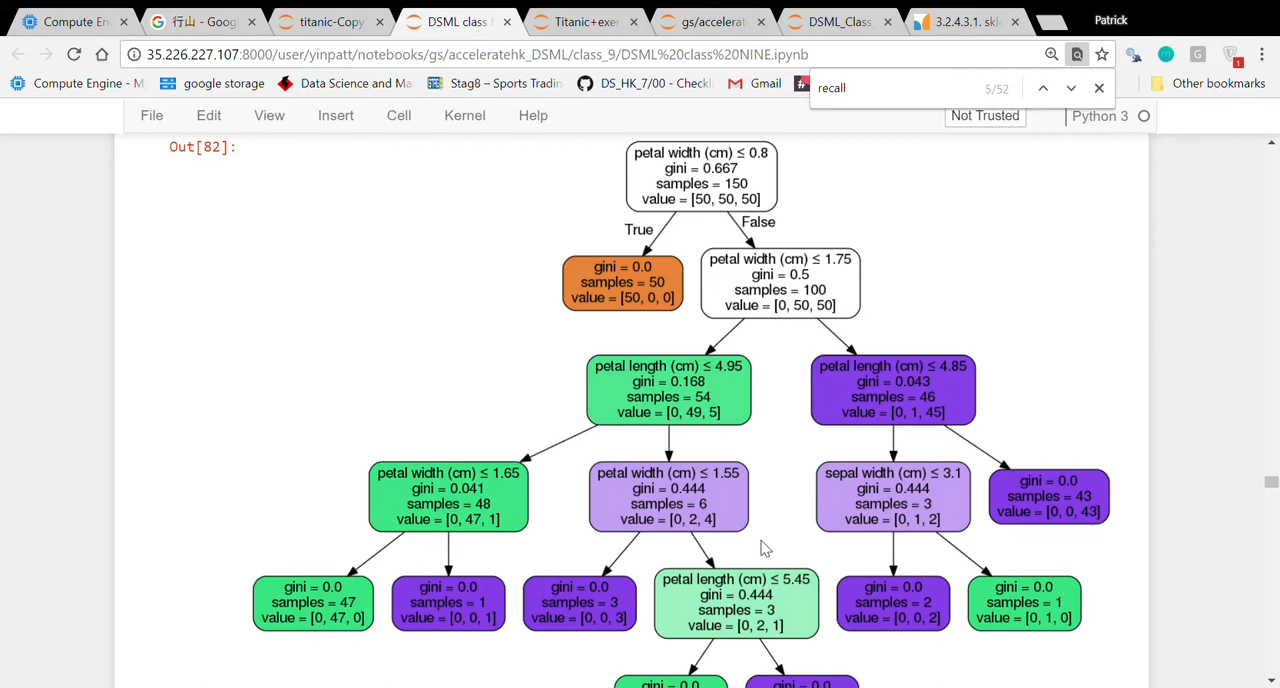 Compute En
行山 - Goog
titanic-Copy
DSML class
Titanic+exer
gs/accelerat
DSML_Class
3.2.4.3.1. skl
Patrick
35.226.227.107:8000/user/yinpatt/notebooks/gs/acceleratehk_DSML/class_9/DSML%20class%20NINE.ipynb
Compute Engine - M
google storage
Data Science and Ma
Stag8 – Sports Tradin
DS_HK_7/00 - Checkl
Gmail
Other bookmarks
recall
5/52
File
Edit
View
Insert
Cell
Kernel
Help
Not Trusted
Python 3
Out[82]:
petal width (cm) ≤ 0.8
gini = 0.667
samples = 150
value = [50, 50, 50]
True
False
gini = 0.0
samples = 50
value = [50, 0, 0]
petal width (cm) ≤ 1.75
gini = 0.5
samples = 100
value = [0, 50, 50]
petal length (cm) ≤ 4.95
gini = 0.168
samples = 54
value = [0, 49, 5]
petal length (cm) ≤ 4.85
gini = 0.043
samples = 46
value = [0, 1, 45]
petal width (cm) ≤ 1.65
gini = 0.041
samples = 48
value = [0, 47, 1]
petal width (cm) ≤ 1.55
gini = 0.444
samples = 6
value = [0, 2, 4]
sepal width (cm) ≤ 3.1
gini = 0.444
samples = 3
value = [0, 1, 2]
gini = 0.0
samples = 43
value = [0, 0, 43]
gini = 0.0
samples = 47
value = [0, 47, 0]
gini = 0.0
samples = 1
value = [0, 0, 1]
gini = 0.0
samples = 3
value = [0, 0, 3]
petal length (cm) ≤ 5.45
gini = 0.444
samples = 3
value = [0, 2, 1]
gini = 0.0
samples = 2
value = [0, 0, 2]
gini = 0.0
samples = 1
value = [0, 1, 0]
gini = 0.0
gini = 0.0